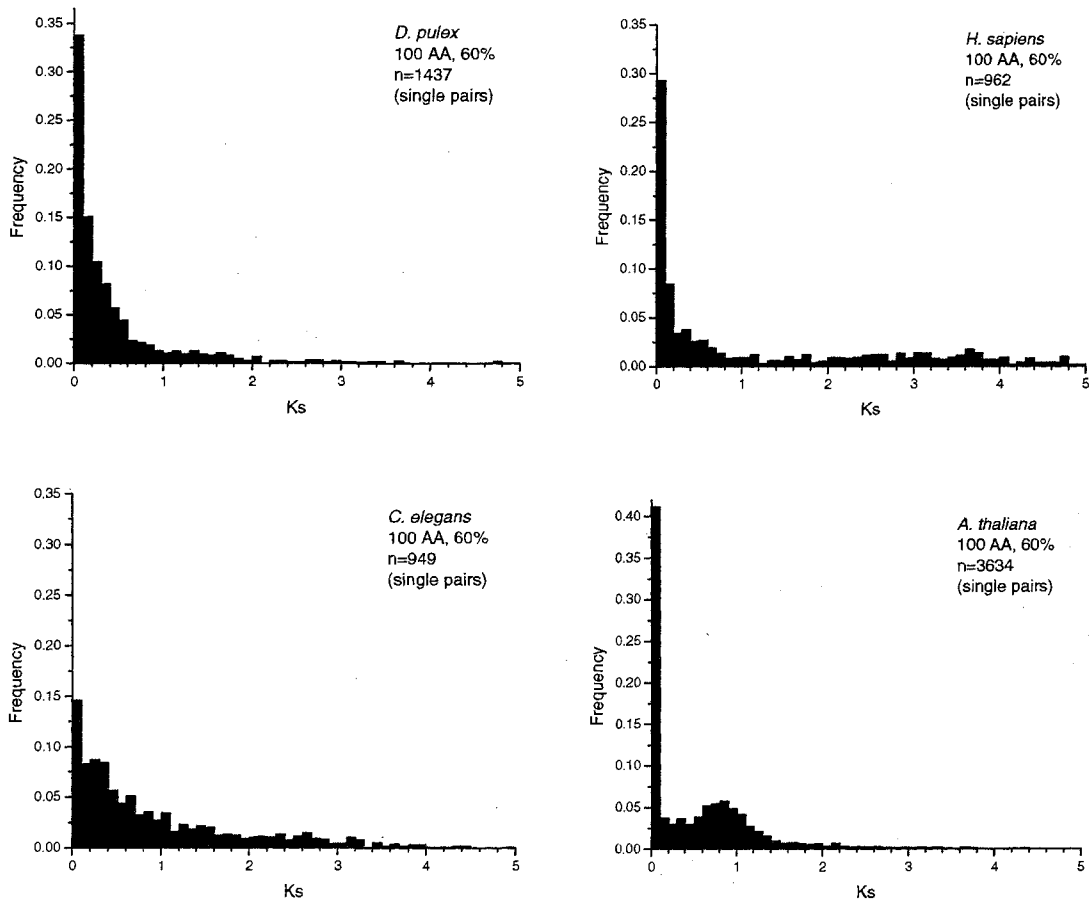 D. pulex
100 AA, 60%
n=1437
(single pairs)
Frequency
0.35
0.30
0.25
0.20
0.15
0.10
0.05
0.00
0 1 2 3 4 5
Ks
H. sapiens
100 AA, 60%
n=962
(single pairs)
Frequency
0.35
0.30
0.25
0.20
0.15
0.10
0.05
0.00
0 1 2 3 4 5
Ks
C. elegans
100 AA, 60%
n=949
(single pairs)
Frequency
0.35
0.30
0.25
0.20
0.15
0.10
0.05
0.00
0 1 2 3 4 5
Ks
A. thaliana
100 AA, 60%
n=3634
(single pairs)
Frequency
0.40
0.35
0.30
0.25
0.20
0.15
0.10
0.05
0.00
0 1 2 3 4 5
Ks